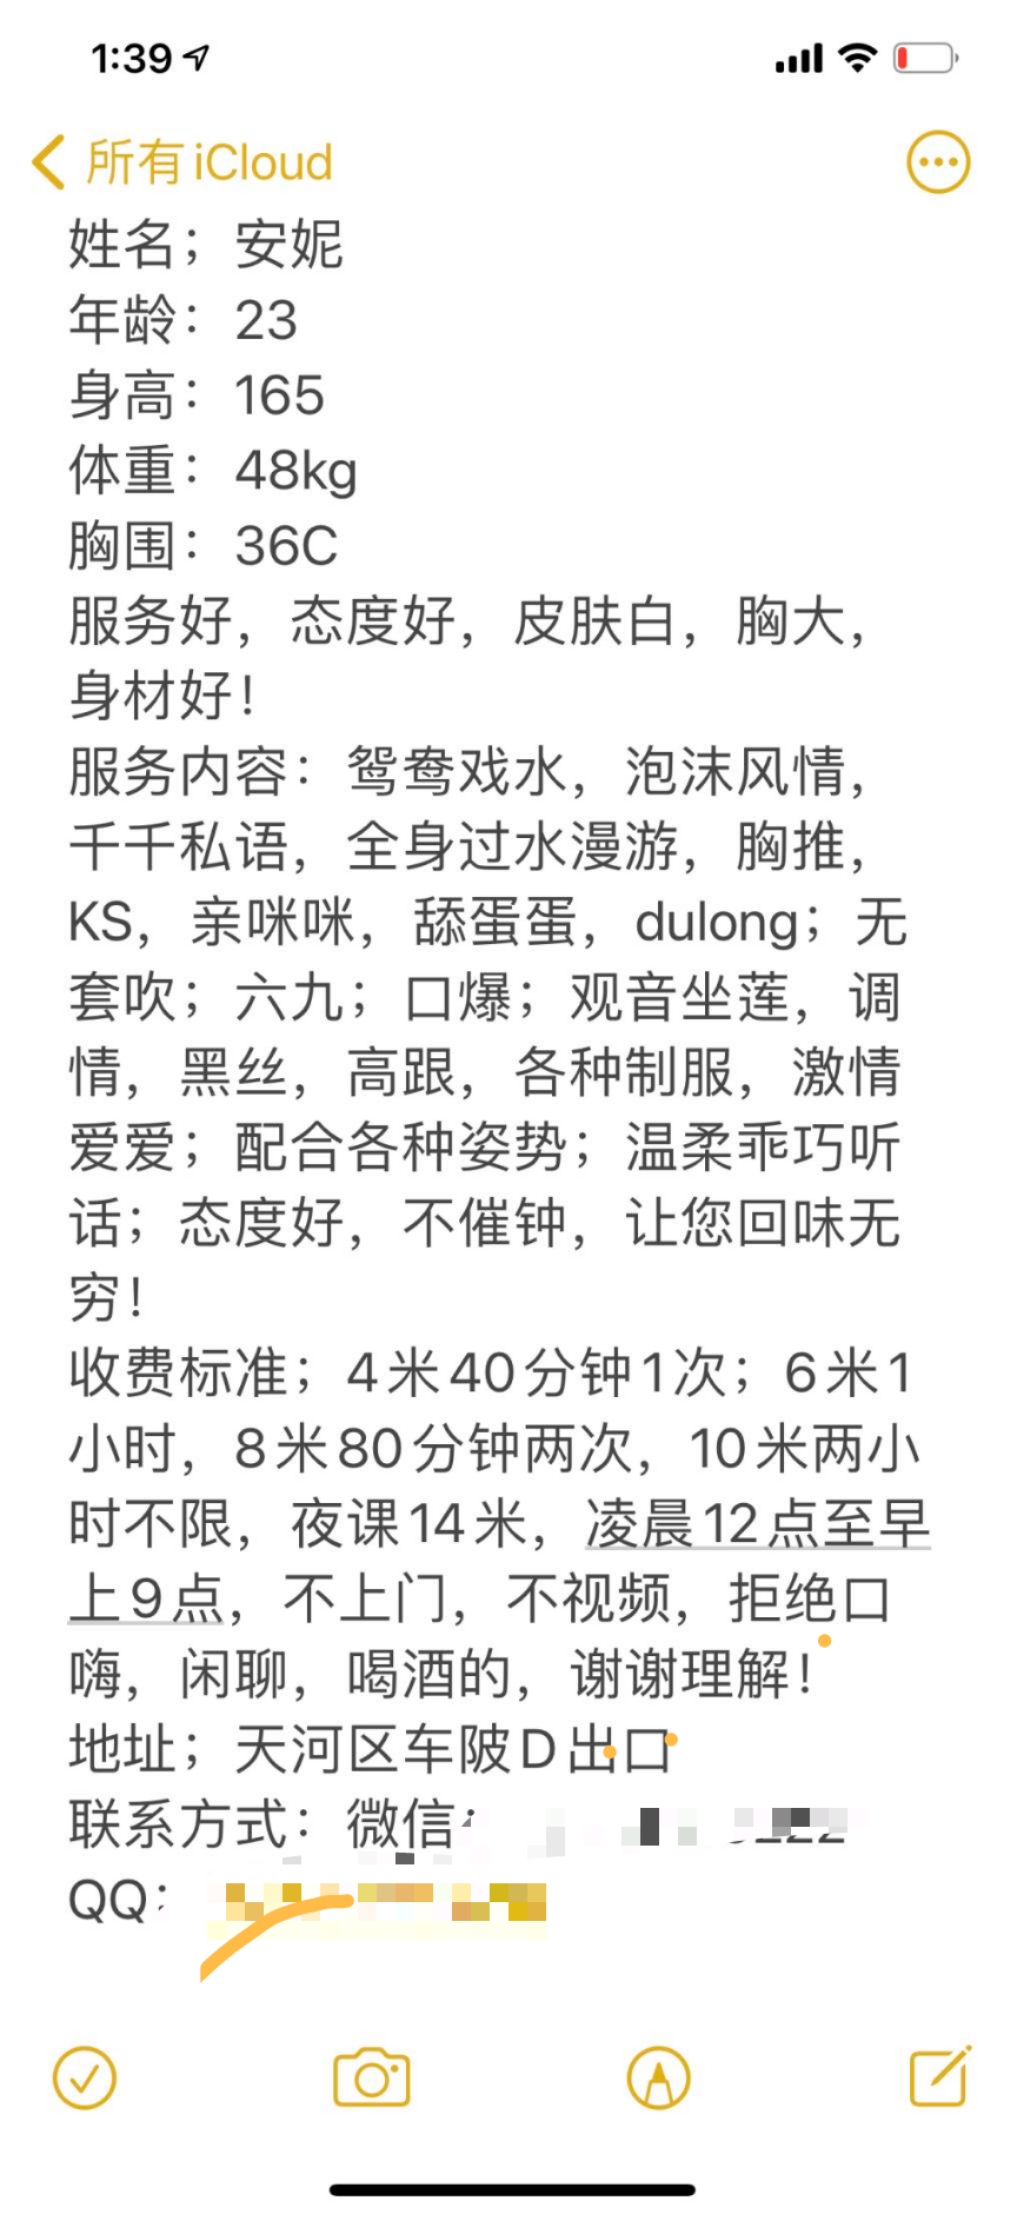 1:39
所有iCloud
姓名；安妮
年龄：23
身高：165
体重：48kg
胸围：36C
服务好，态度好，皮肤白，胸大，
身材好！
服务内容：鸳鸯戏水，泡沫风情，
千千私语，全身过水漫游，胸推，
KS，亲咪咪，舔蛋蛋，dulong；无
套吹；六九；口爆；观音坐莲，调
情，黑丝，高跟，各种制服，激情
爱爱；配合各种姿势；温柔乖巧听
话；态度好，不催钟，让您回味无
穷！
收费标准；4米40分钟1次；6米1
小时，8米80分钟两次，10米两小
时不限，夜课14米，凌晨12点至早
上9点，不上门，不视频，拒绝口
嗨，闲聊，喝酒的，谢谢理解！
地址；天河区车陂D出口
联系方式：微信
QQ：